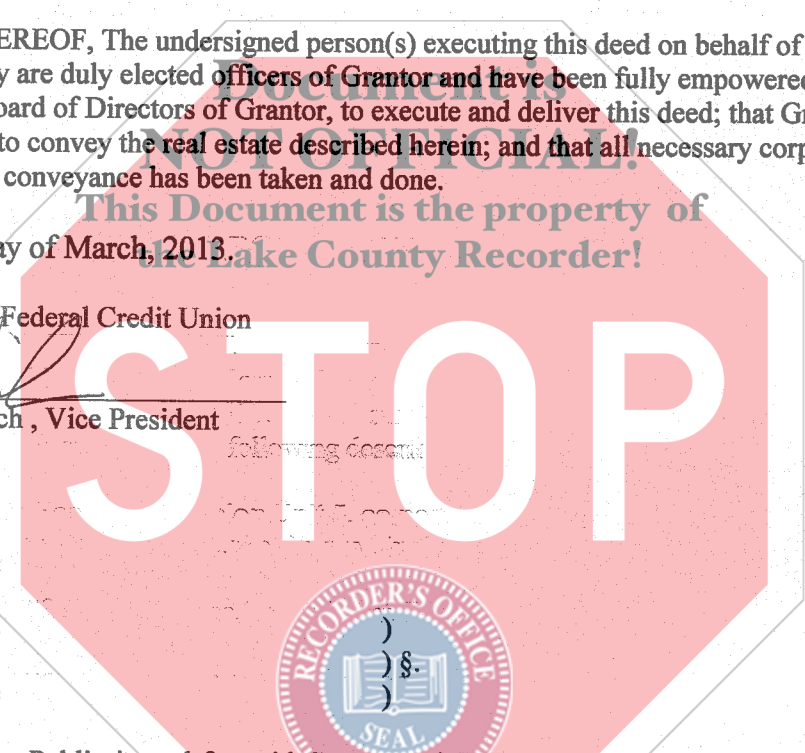 EREOF, The undersigned person(s) executing this deed on behalf of
y are duly elected officers of Grantor and have been fully empowered
Document is
oard of Directors of Grantor, to execute and deliver this deed; that Gr
NOT OFFICIAL!
to convey the real estate described herein; and that all necessary corp
conveyance has been taken and done.
This Document is the property of
ay of March, 2013.
the Lake County Recorder!
Federal Credit Union
STOP
ch , Vice President
following
RECORDER'S OFFICE
)
) §.
)
SEAL